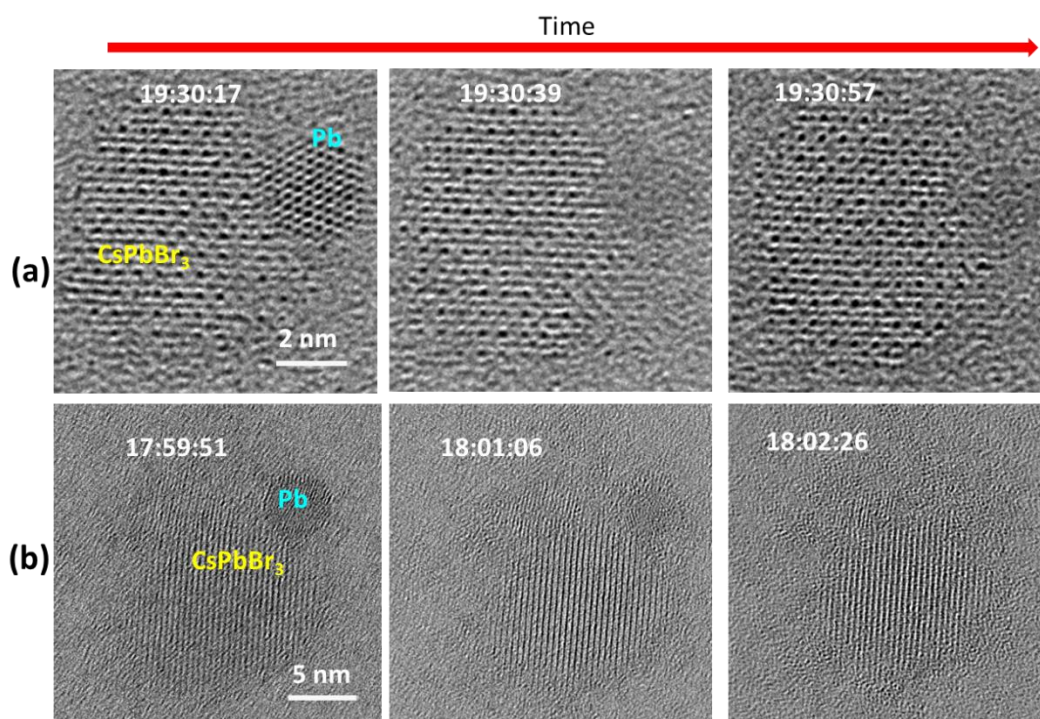 Time
(a)
19:30:17
Pb
CsPbBr₃
2 nm
19:30:39
19:30:57
(b)
17:59:51
Pb
CsPbBr₃
5 nm
18:01:06
18:02:26